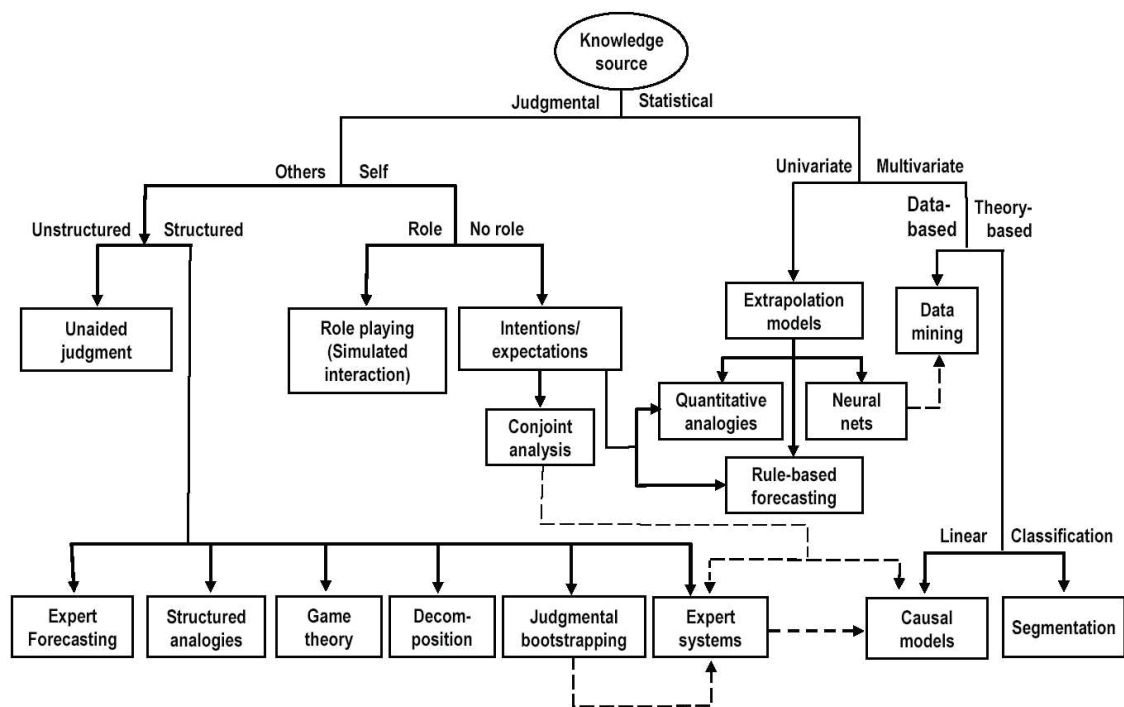 Knowledge
source
Judgmental Statistical
Others Self
Univariate Multivariate
Unstructured Structured
Role No role
Data-
based
Theory-
based
Unaided
judgment
Role playing
(Simulated
interaction)
Intentions/
expectations
Extrapolation
models
Data
mining
Quantitative
analogies
Neural
nets
Conjoint
analysis
Rule-based
forecasting
Linear Classification
Expert
Forecasting
Structured
analogies
Game
theory
Decom-
position
Judgmental
bootstrapping
Expert
systems
Causal
models
Segmentation